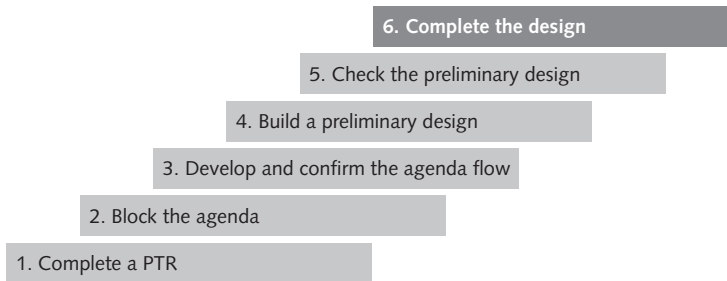 6. Complete the design
5. Check the preliminary design
4. Build a preliminary design
3. Develop and confirm the agenda flow
2. Block the agenda
1. Complete a PTR